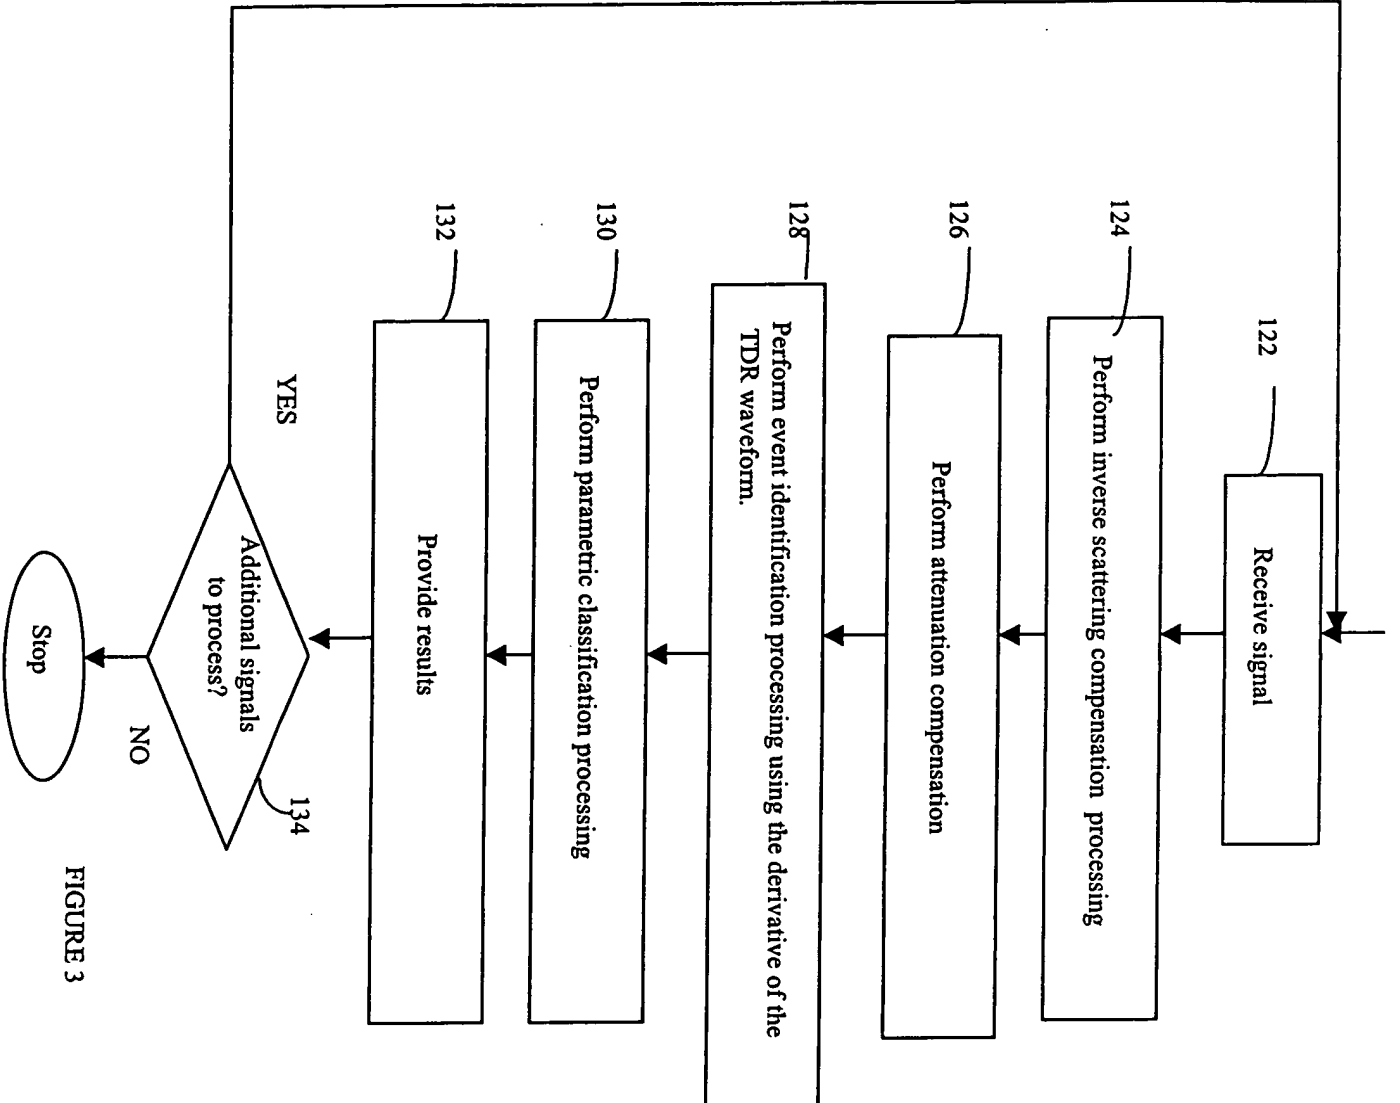 122
Receive signal
124
Perform inverse scattering compensation processing
126
Perform attenuation compensation
128
Perform event identification processing using the derivative of the
TDR waveform.
130
Perform parametric classification processing
132
Provide results
YES
Additional signals
to process?
134
NO
Stop
FIGURE 3